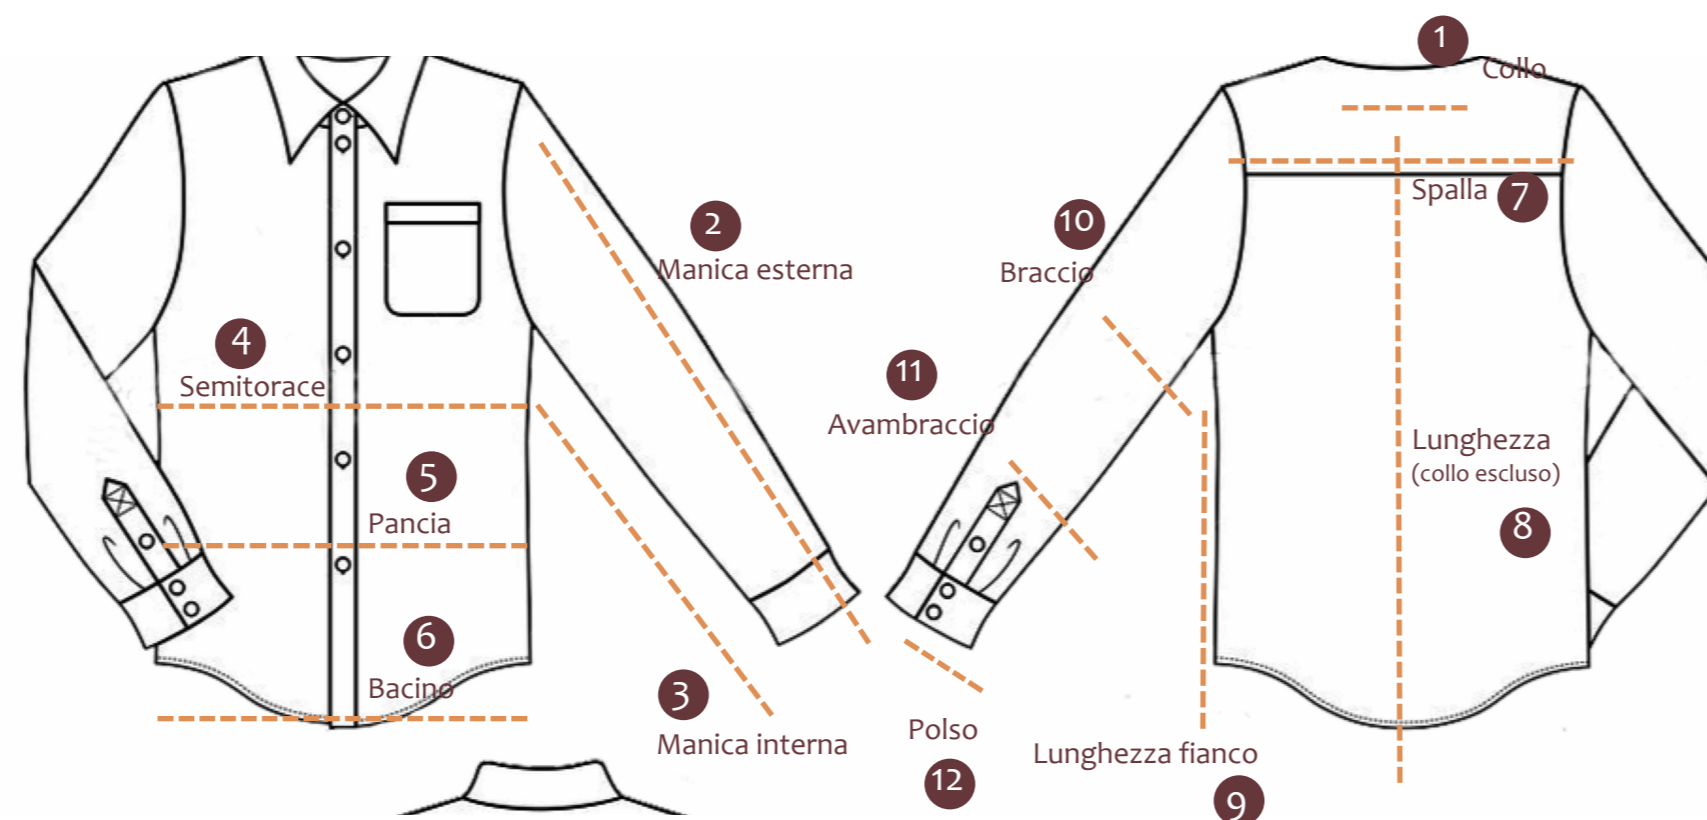 1
Collo
2
Manica esterna
10
Braccio
Spalla 7
4
Semitorace
11
Avambraccio
Lunghezza
(collo escluso)
8
5
Pancia
6
Bacino
3
Manica interna
Polso
12
Lunghezza fianco
9